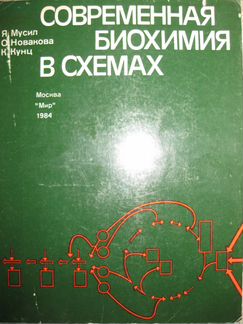 СОВРЕМЕННАЯ
БИОХИМИЯ
В СХЕМАХ
Я. Мусил
О. Новакова
К. Кунц
Москва
"Мир"
1984